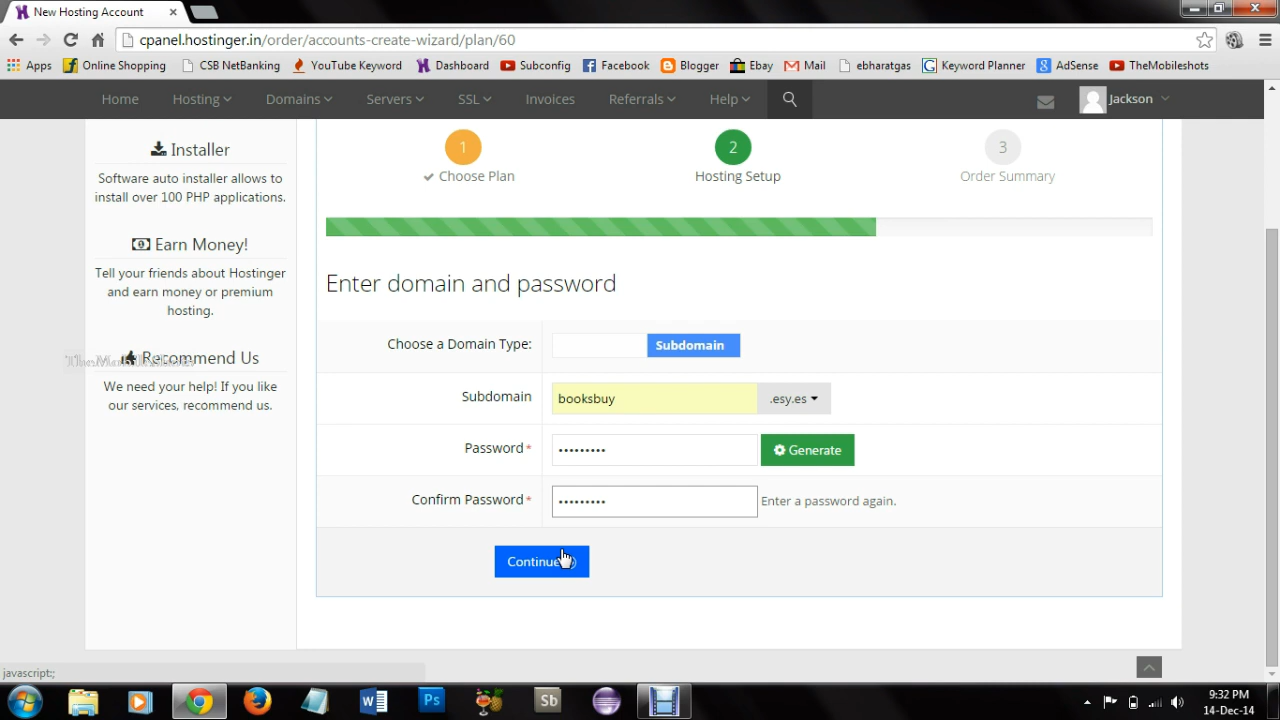 New Hosting Account
cpanel.hostinger.in/order/accounts-create-wizard/plan/60
Apps Online Shopping CSB NetBanking YouTube Keyword Dashboard Subconfig Facebook Blogger Ebay Mail ebharatgas Keyword Planner AdSense TheMobileshots
Home Hosting Domains Servers SSL Invoices Referrals Help Jackson
Installer
Software auto installer allows to
install over 100 PHP applications.
Earn Money!
Tell your friends about Hostinger
and earn money or premium
hosting.
Recommend Us
We need your help! If you like
our services, recommend us.
1 2 3
Choose Plan Hosting Setup Order Summary
Enter domain and password
Choose a Domain Type: Subdomain
Subdomain booksbuy .esy.es
Password* ••••••••• Generate
Confirm Password* ••••••••• Enter a password again.
Continue
javascript:;
Ps Sb
9:32 PM
14-Dec-14